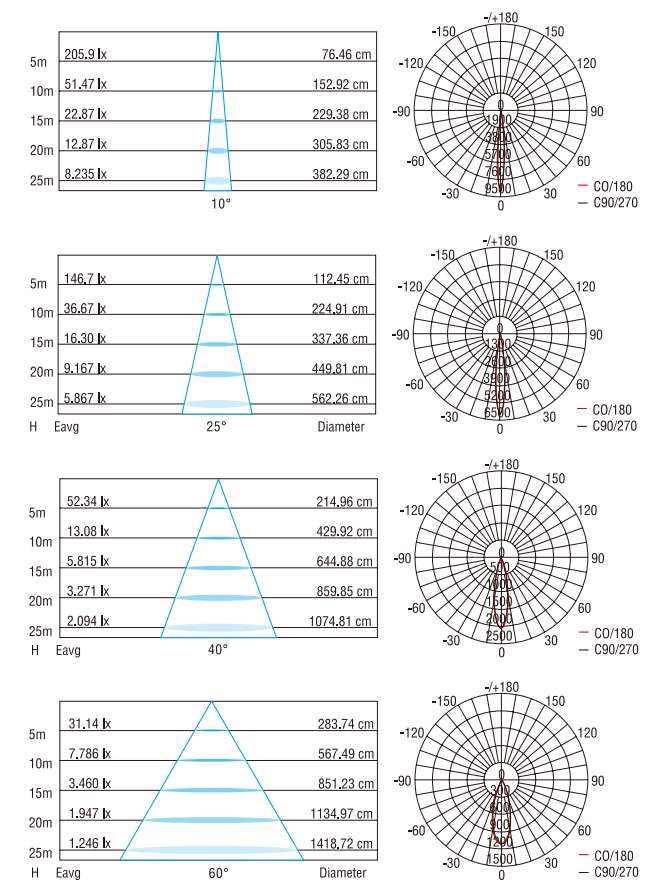 205.9 lx 76.46 cm
5m
51.47 lx 152.92 cm
10m
22.87 lx 229.38 cm
15m
12.87 lx 305.83 cm
20m
8.235 lx 382.29 cm
25m
10°
-/+180
-150 150
-120 120
-90 90
-60 60
-30 30
0
0
1900
3800
5700
7600
9500
CO/180
C90/270
146.7 lx 112.45 cm
5m
36.67 lx 224.91 cm
10m
16.30 lx 337.36 cm
15m
9.167 lx 449.81 cm
20m
5.867 lx 562.26 cm
25m
H Eavg 25° Diameter
-/+180
-150 150
-120 120
-90 90
-60 60
-30 30
0
0
1300
2600
3900
5200
6500
CO/180
C90/270
52.34 lx 214.96 cm
5m
13.08 lx 429.92 cm
10m
5.815 lx 644.88 cm
15m
3.271 lx 859.85 cm
20m
2.094 lx 1074.81 cm
25m
H Eavg 40°
-/+180
-150 150
-120 120
-90 90
-60 60
-30 30
0
0
500
1000
1500
2000
2500
CO/180
C90/270
31.14 lx 283.74 cm
5m
7.786 lx 567.49 cm
10m
3.460 lx 851.23 cm
15m
1.947 lx 1134.97 cm
20m
1.246 lx 1418.72 cm
25m
H Eavg 60° Diameter
-/+180
-150 150
-120 120
-90 90
-60 60
-30 30
0
0
300
600
900
1200
1500
CO/180
C90/270